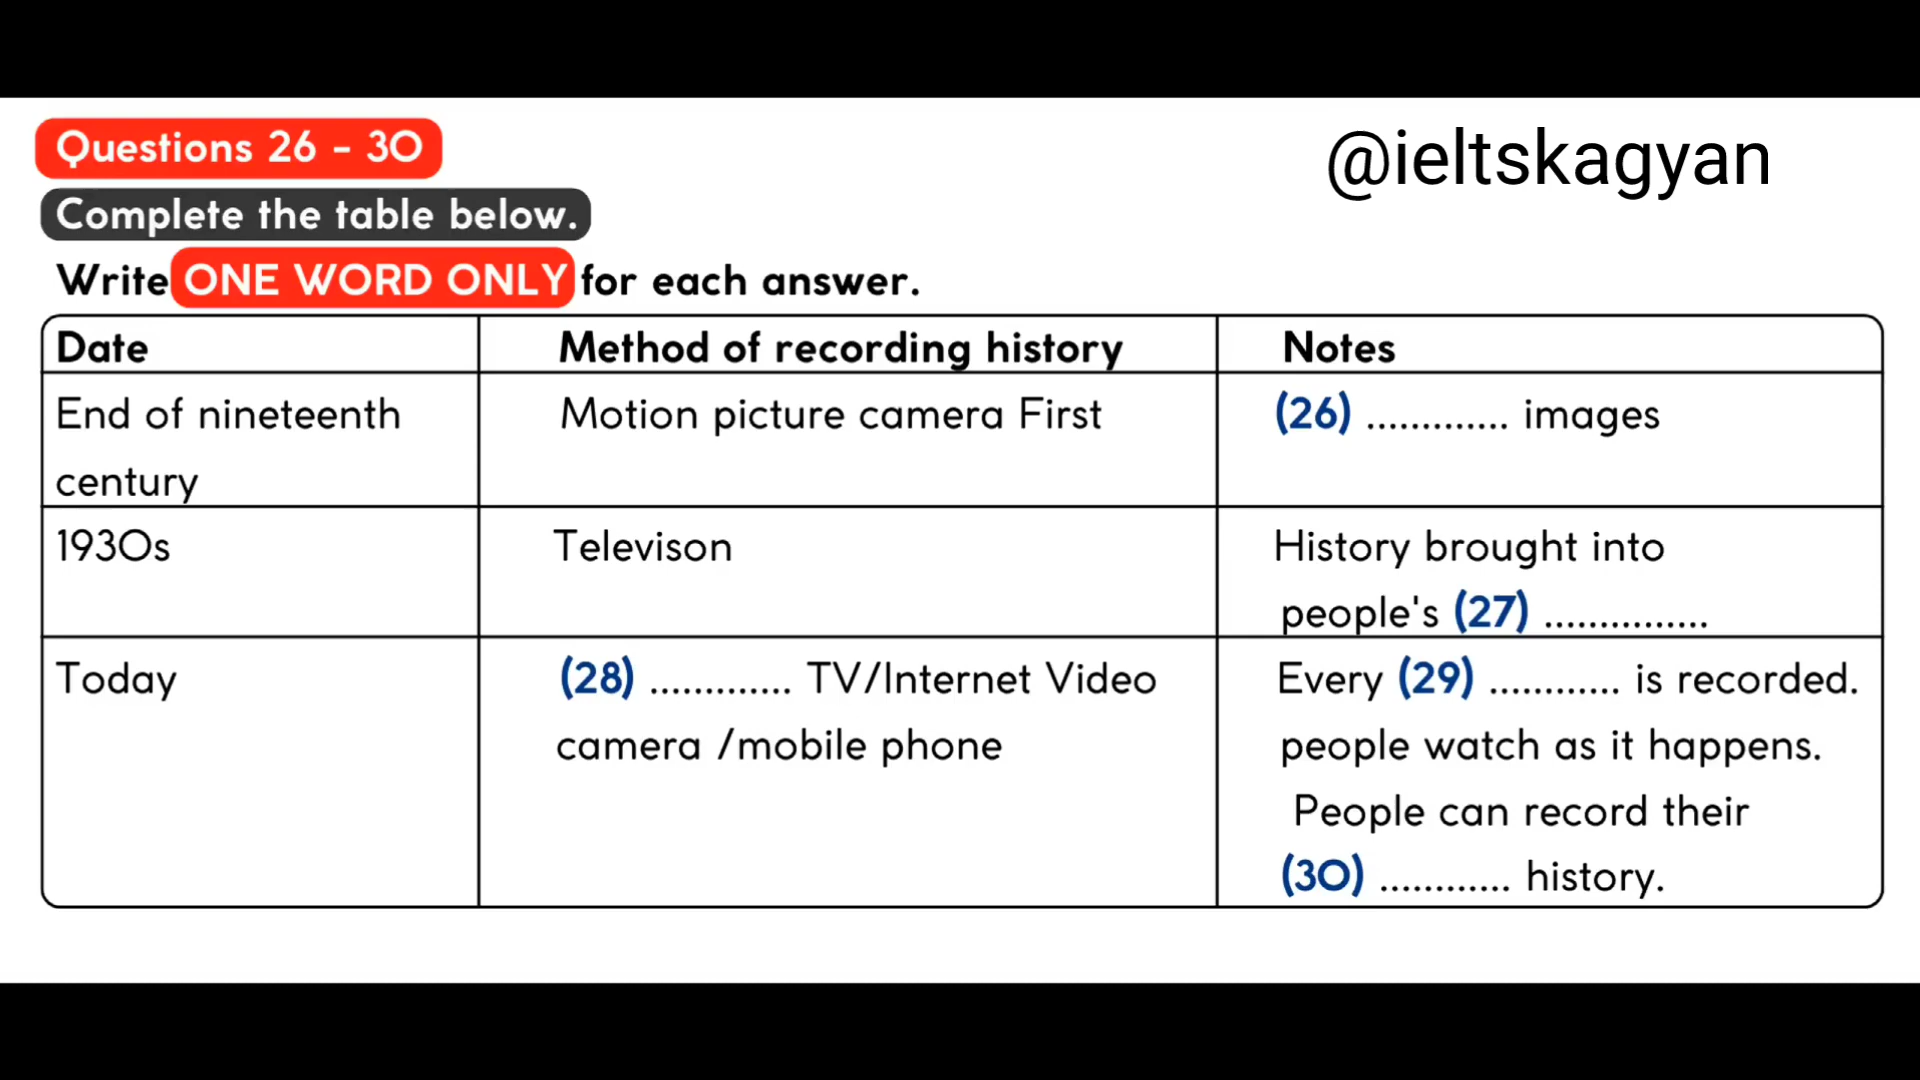 Questions 26 - 30
@ieltskagyan
Complete the table below.
Write ONE WORD ONLY for each answer.
Date Method of recording history Notes
End of nineteenth Motion picture camera First (26) ............. images
century
1930s Televison History brought into
people's (27) ...............
Today (28) ............. TV/Internet Video Every (29) ............ is recorded.
camera /mobile phone people watch as it happens.
People can record their
(30) ............ history.